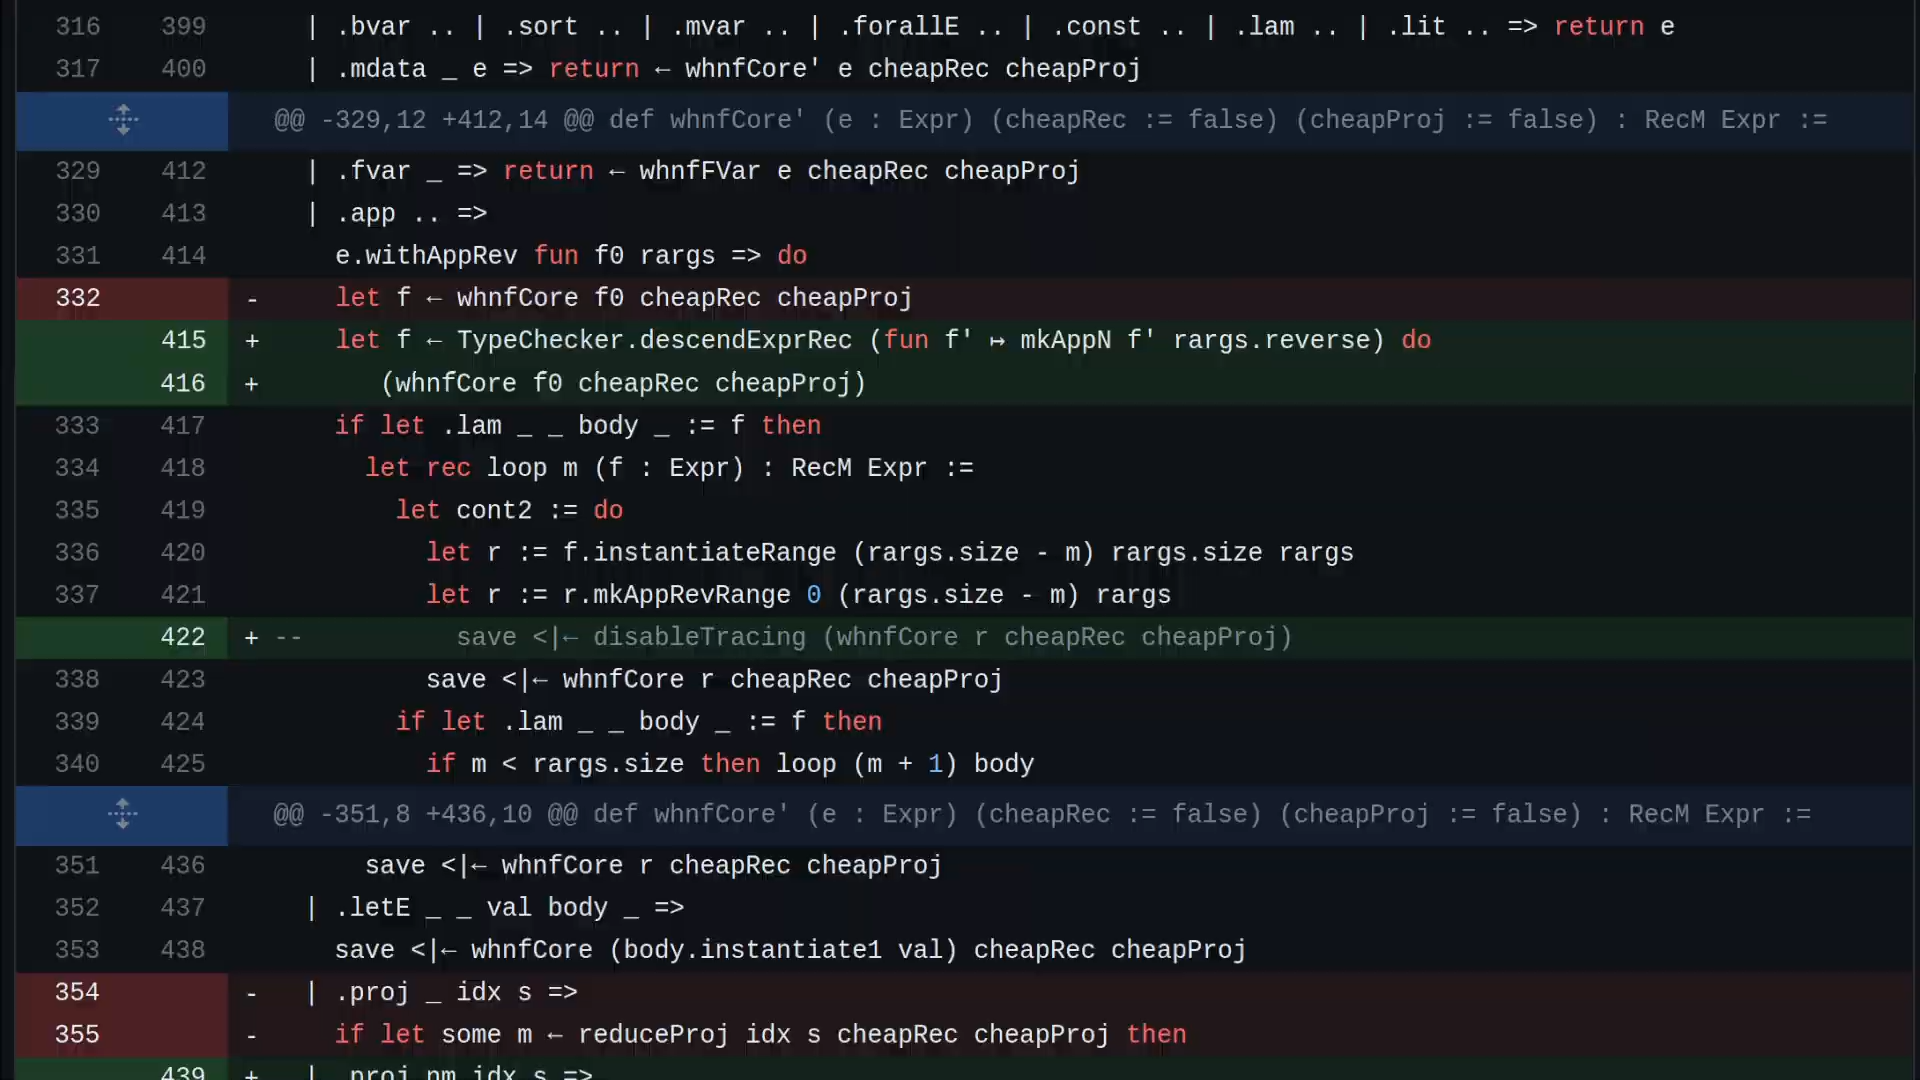 316 399 | .bvar .. | .sort .. | .mvar .. | .forallE .. | .const .. | .lam .. | .lit .. => return e
317 400 | .mdata _ e => return ← whnfCore' e cheapRec cheapProj
@@ -329,12 +412,14 @@ def whnfCore' (e : Expr) (cheapRec := false) (cheapProj := false) : RecM Expr :=
329 412 | .fvar _ => return ← whnfFVar e cheapRec cheapProj
330 413 | .app .. =>
331 414 e.withAppRev fun f0 rargs => do
332 - let f ← whnfCore f0 cheapRec cheapProj
415 + let f ← TypeChecker.descendExprRec (fun f' ↦ mkAppN f' rargs.reverse) do
416 + (whnfCore f0 cheapRec cheapProj)
333 417 if let .lam _ _ body _ := f then
334 418 let rec loop m (f : Expr) : RecM Expr :=
335 419 let cont2 := do
336 420 let r := f.instantiateRange (rargs.size - m) rargs.size rargs
337 421 let r := r.mkAppRevRange 0 (rargs.size - m) rargs
422 + -- save <|← disableTracing (whnfCore r cheapRec cheapProj)
338 423 save <|← whnfCore r cheapRec cheapProj
339 424 if let .lam _ _ body _ := f then
340 425 if m < rargs.size then loop (m + 1) body
@@ -351,8 +436,10 @@ def whnfCore' (e : Expr) (cheapRec := false) (cheapProj := false) : RecM Expr :=
351 436 save <|← whnfCore r cheapRec cheapProj
352 437 | .letE _ _ val body _ =>
353 438 save <|← whnfCore (body.instantiate1 val) cheapRec cheapProj
354 - | .proj _ idx s =>
355 - if let some m ← reduceProj idx s cheapRec cheapProj then
439 + | .proj nm idx s =>